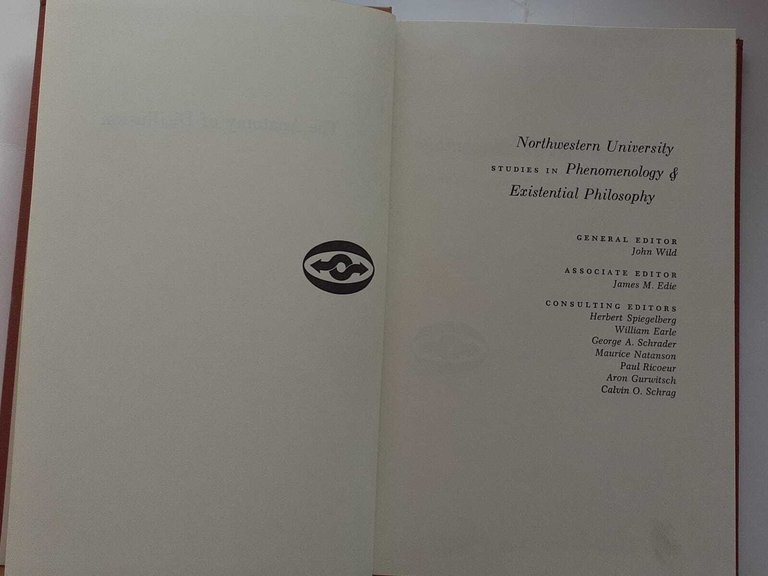 Northwestern University
STUDIES IN Phenomenology &
Existential Philosophy
GENERAL EDITOR
John Wild
ASSOCIATE EDITOR
James M. Edie
CONSULTING EDITORS
Herbert Spiegelberg
William Earle
George A. Schrader
Maurice Natanson
Paul Ricoeur
Aron Gurwitsch
Calvin O. Schrag